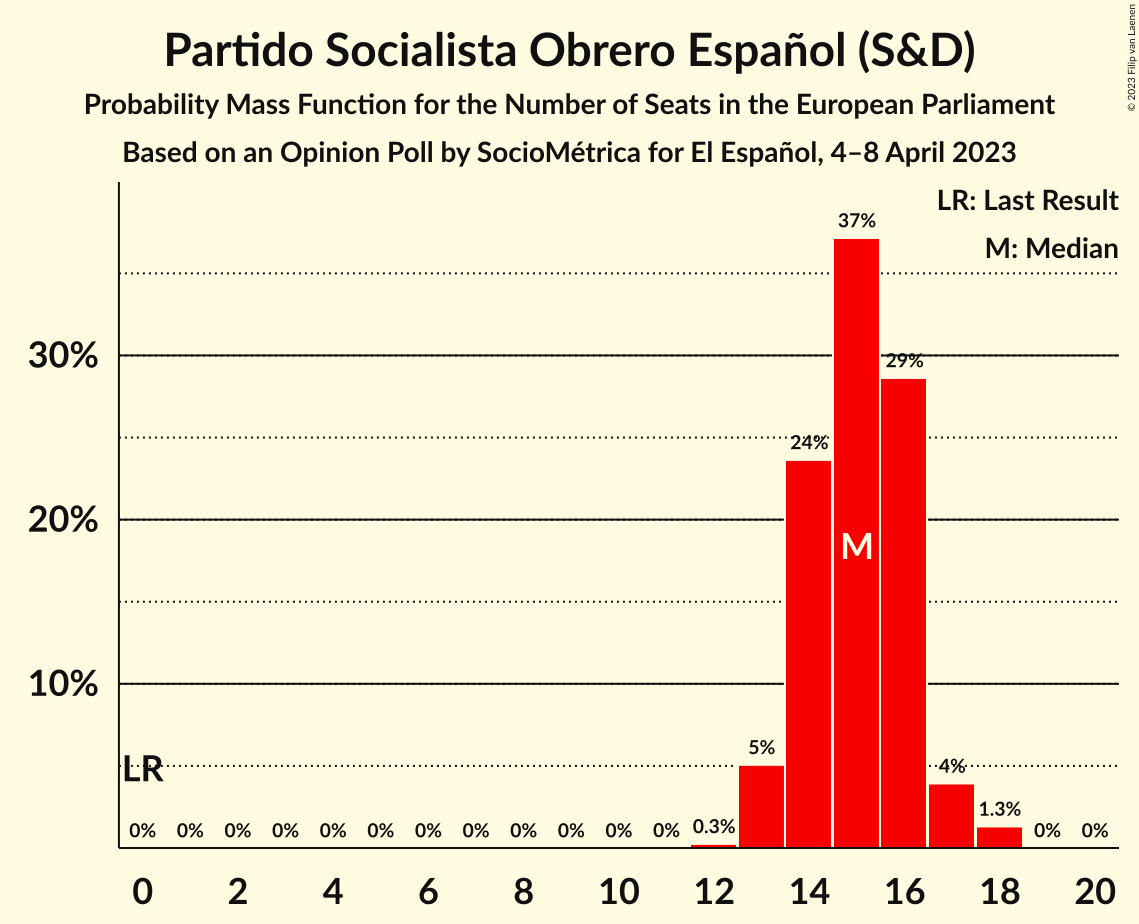 Partido Socialista Obrero Español (S&D)
Probability Mass Function for the Number of Seats in the European Parliament
Based on an Opinion Poll by SocioMétrica for El Español, 4–8 April 2023
© 2023 Filip van Laenen
LR: Last Result
M: Median
37%
30%
29%
24%
20%
M
10%
5%
4%
LR
1.3%
0% 0% 0% 0% 0% 0% 0% 0% 0% 0% 0% 0% 0.3% 0% 0%
0 2 4 6 8 10 12 14 16 18 20